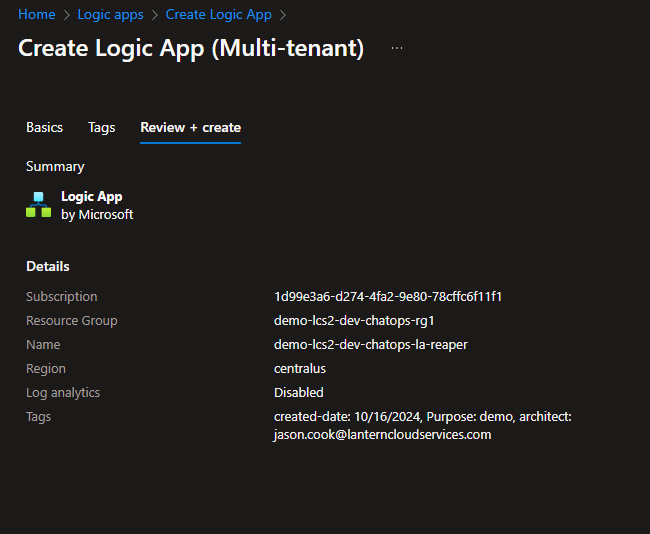 Home > Logic apps > Create Logic App >
Create Logic App (Multi-tenant) ...
Basics Tags Review + create
Summary
Logic App
by Microsoft
Details
Subscription 1d99e3a6-d274-4fa2-9e80-78cffc6f11f1
Resource Group demo-lcs2-dev-chatops-rg1
Name demo-lcs2-dev-chatops-la-reaper
Region centralus
Log analytics Disabled
Tags created-date: 10/16/2024, Purpose: demo, architect:
jason.cook@lanterncloudservices.com